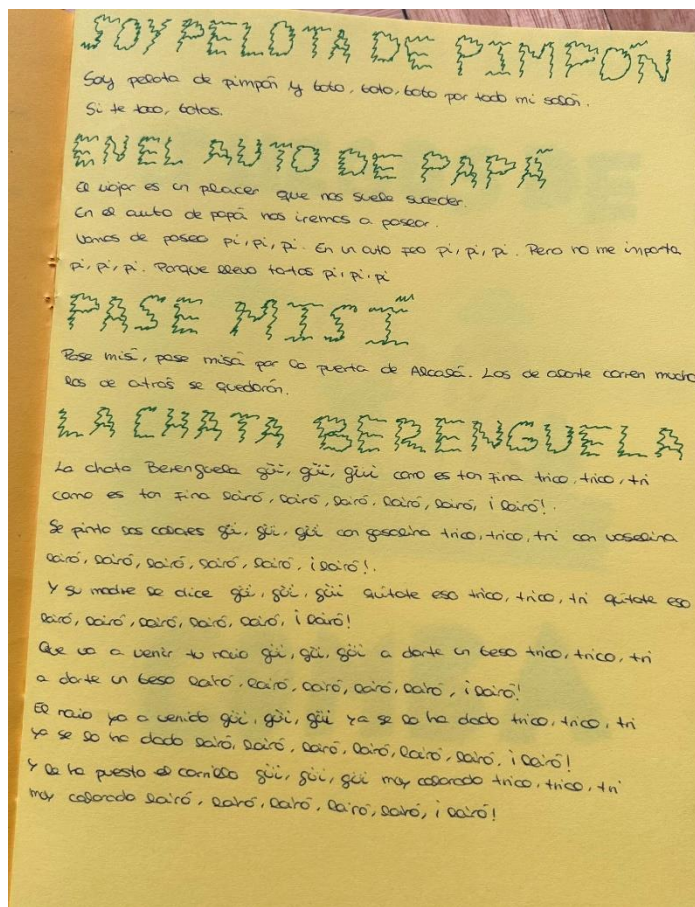 SOY PELOTA DE PIMPÓN
Soy pelota de pimpón y boto, boto, boto por todo mi salón.
Si te toco, botas.
EN EL AUTO DE PAPÁ
El viajar es un placer que nos suele suceder.
En el auto de papá nos iremos a pasear.
Vamos de paseo pi, pi, pi. En un auto feo pi, pi, pi. Pero no me importa
pi, pi, pi. Porque llevo tortas pi, pi, pi
PASE MISÍ
Pase misí, pase misá por la puerta de Alcalá. Los de alante corren mucho
los de atrás se quedarán.
LA CHATA BERENGUELA
La chata Berenguela güi, güi, güi como es tan fina trico, trico, tri
como es tan fina lairó, lairó, lairó, lairó, lairó, ¡lairó!.
Se pinta los colores güi, güi, güi con gasolina trico, trico, tri con vaselina
lairó, lairó, lairó, lairó, lairó, ¡lairó!.
Y su madre le dice güi, güi, güi quítate eso trico, trico, tri quítate eso
lairó, lairó, lairó, lairó, lairó, ¡lairó!
Que va a venir tu novio güi, güi, güi a darte un beso trico, trico, tri
a darte un beso lairó, lairó, lairó, lairó, lairó, ¡lairó!
El novio ya a venido güi, güi, güi ya se lo ha dado trico, trico, tri
ya se lo ha dado lairó, lairó, lairó, lairó, lairó, lairó, ¡lairó!
Y le ha puesto el carrillo güi, güi, güi muy colorado trico, trico, tri
muy colorado lairó, lairó, lairó, lairó, lairó, ¡lairó!